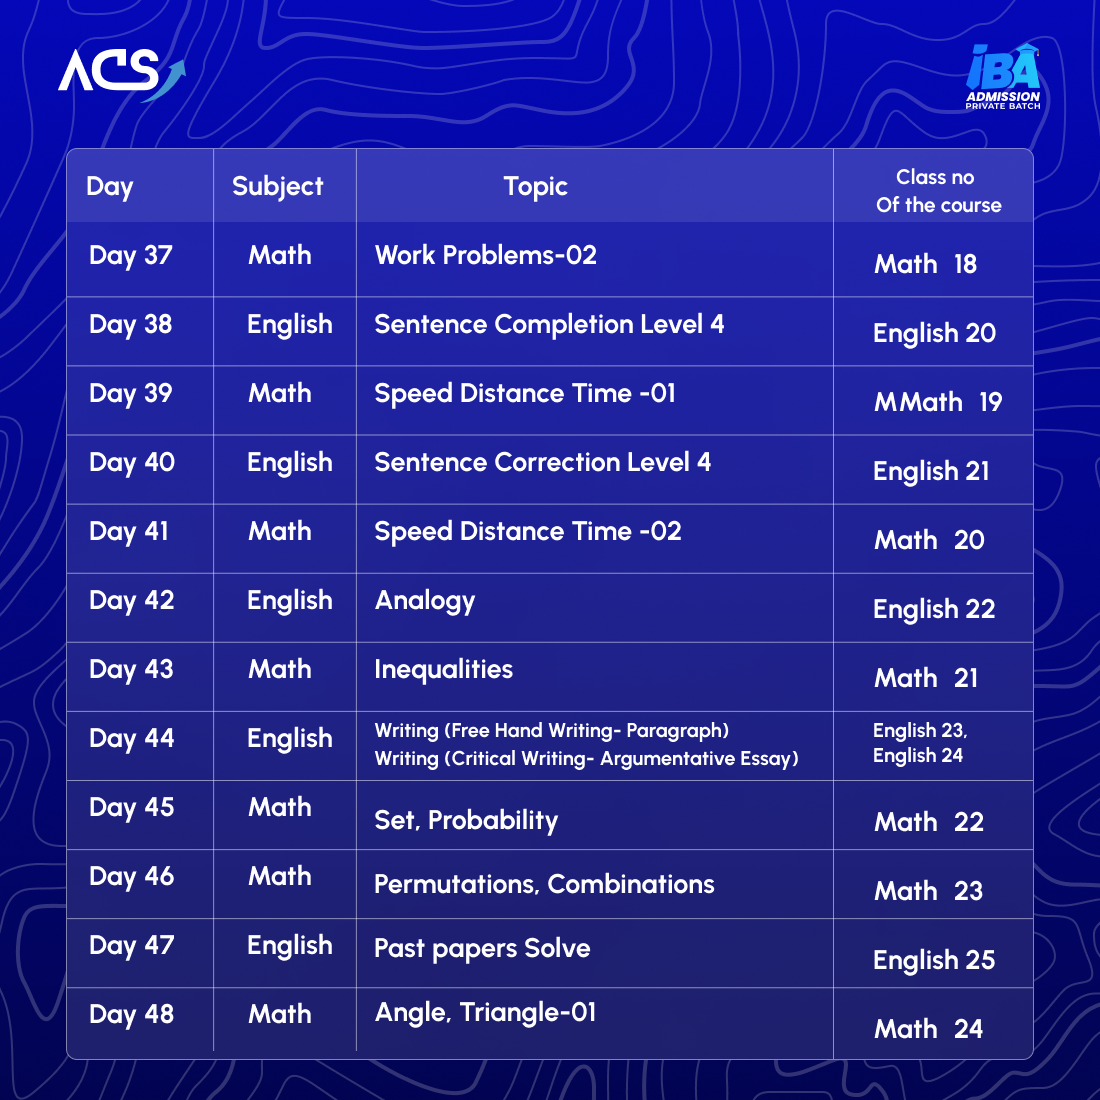 ACS
iBA
ADMISSION
PRIVATE BATCH
Day Subject Topic Class no
Of the course
Day 37 Math Work Problems-02 Math 18
Day 38 English Sentence Completion Level 4 English 20
Day 39 Math Speed Distance Time -01 MMath 19
Day 40 English Sentence Correction Level 4 English 21
Day 41 Math Speed Distance Time -02 Math 20
Day 42 English Analogy English 22
Day 43 Math Inequalities Math 21
Day 44 English Writing (Free Hand Writing- Paragraph) English 23,
Writing (Critical Writing- Argumentative Essay) English 24
Day 45 Math Set, Probability Math 22
Day 46 Math Permutations, Combinations Math 23
Day 47 English Past papers Solve English 25
Day 48 Math Angle, Triangle-01 Math 24